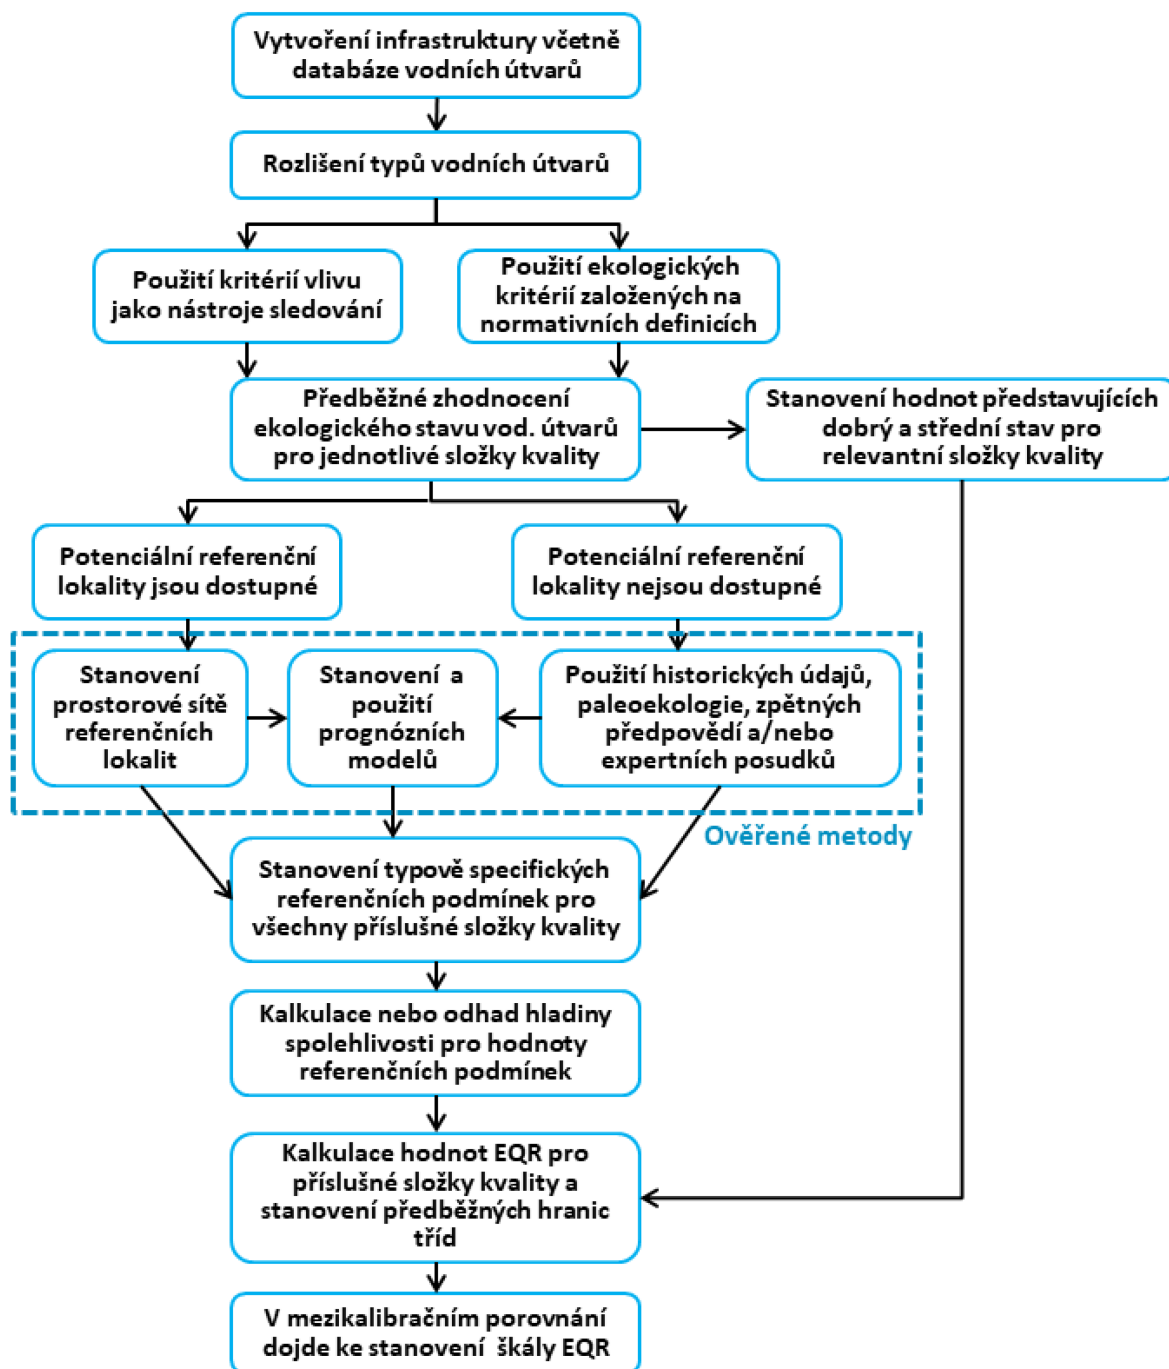 Vytvoření infrastruktury včetně
databáze vodních útvarů
Rozlišení typů vodních útvarů
Použití kritérií vlivu
jako nástroje sledování
Použití ekologických
kritérií založených na
normativních definicích
Předběžné zhodnocení
ekologického stavu vod. útvarů
pro jednotlivé složky kvality
Stanovení hodnot představujících
dobrý a střední stav pro
relevantní složky kvality
Potenciální referenční
lokality jsou dostupné
Potenciální referenční
lokality nejsou dostupné
Stanovení
prostorové sítě
referenčních
lokalit
Stanovení a
použití
prognózních
modelů
Použití historických údajů,
paleoekologie, zpětných
předpovědí a/nebo
expertních posudků
Ověřené metody
Stanovení typově specifických
referenčních podmínek pro
všechny příslušné složky kvality
Kalkulace nebo odhad hladiny
spolehlivosti pro hodnoty
referenčních podmínek
Kalkulace hodnot EQR pro
příslušné složky kvality a
stanovení předběžných hranic
tříd
V mezikalibračním porovnání
dojde ke stanovení škály EQR